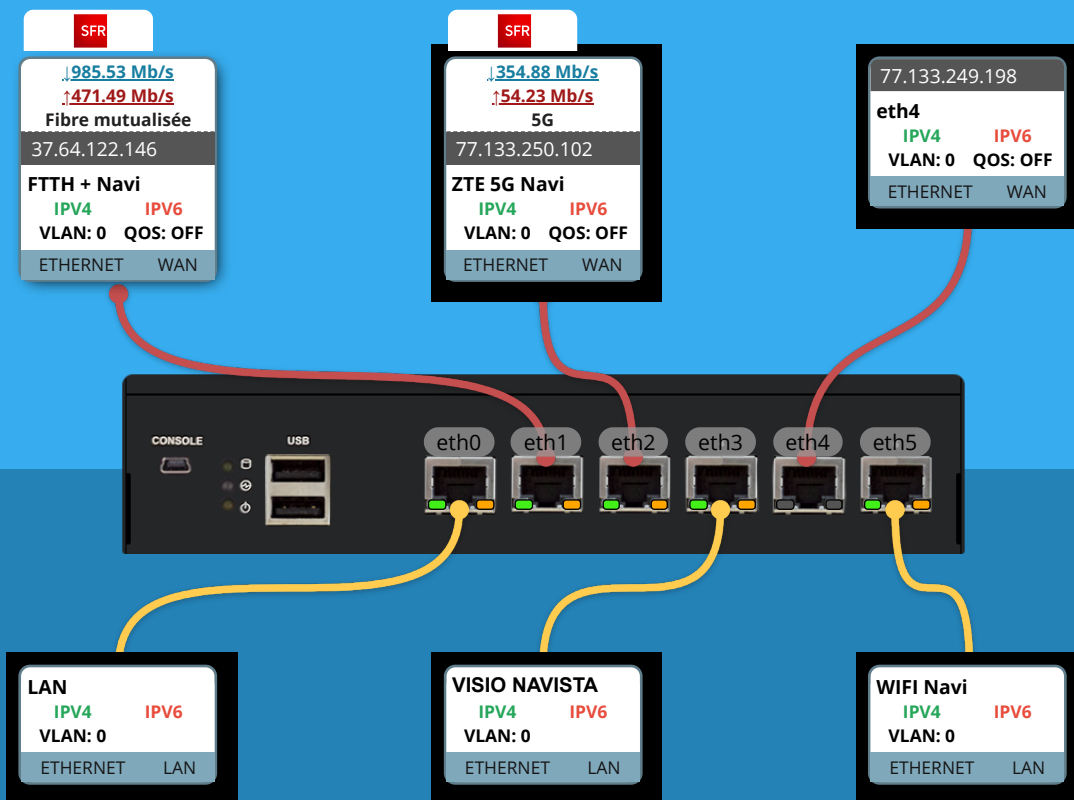 SFR
↓985.53 Mb/s
↑471.49 Mb/s
Fibre mutualisée
37.64.122.146
FTTH + Navi
IPV4 IPV6
VLAN: 0 QOS: OFF
ETHERNET WAN
SFR
↓354.88 Mb/s
↑54.23 Mb/s
5G
77.133.250.102
ZTE 5G Navi
IPV4 IPV6
VLAN: 0 QOS: OFF
ETHERNET WAN
77.133.249.198
eth4
IPV4 IPV6
VLAN: 0 QOS: OFF
ETHERNET WAN
CONSOLE
USB
eth0
eth1
eth2
eth3
eth4
eth5
LAN
IPV4 IPV6
VLAN: 0
ETHERNET LAN
VISIO NAVISTA
IPV4 IPV6
VLAN: 0
ETHERNET LAN
WIFI Navi
IPV4 IPV6
VLAN: 0
ETHERNET LAN